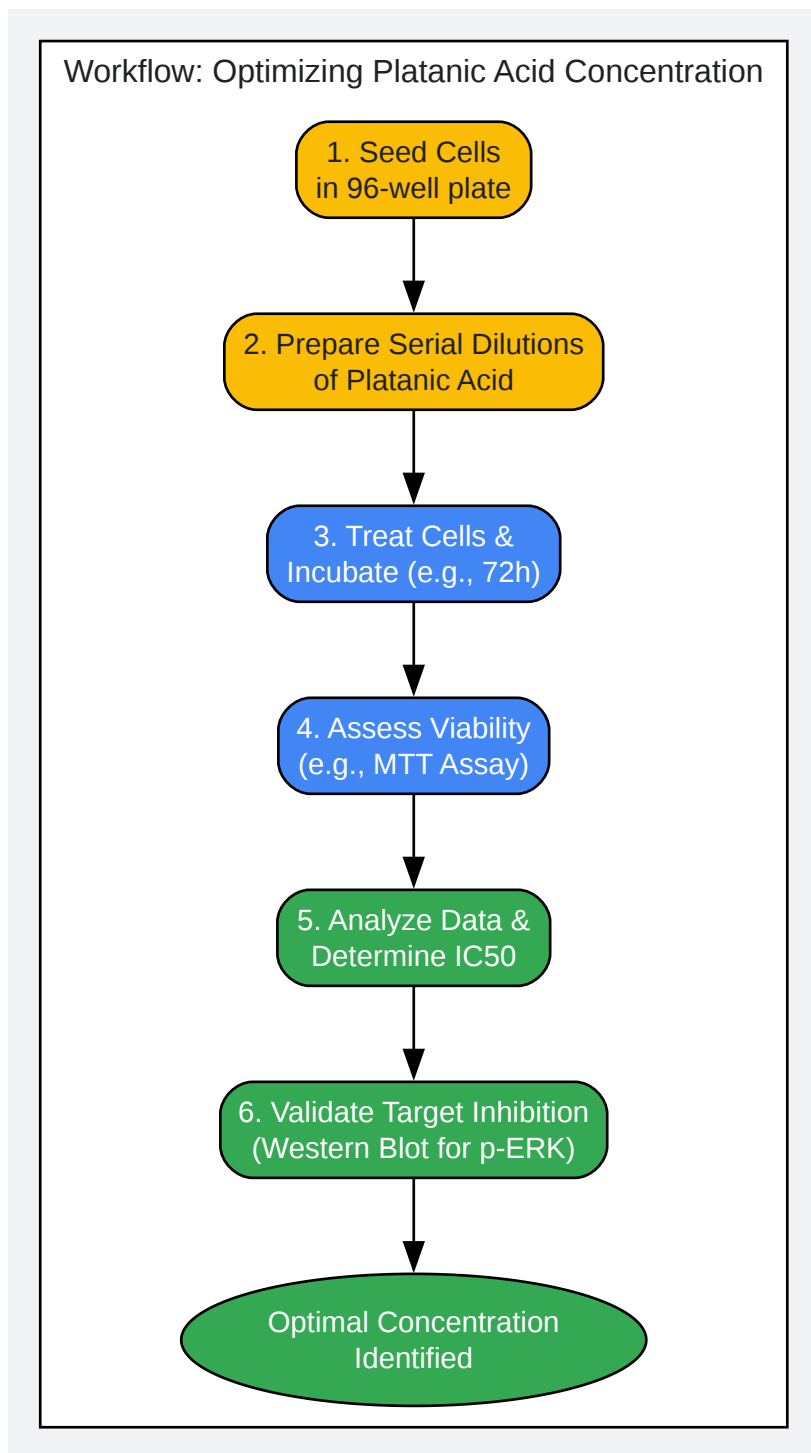 Workflow: Optimizing Platanic Acid Concentration
1. Seed Cells
in 96-well plate
2. Prepare Serial Dilutions
of Platanic Acid
3. Treat Cells &
Incubate (e.g., 72h)
4. Assess Viability
(e.g., MTT Assay)
5. Analyze Data &
Determine IC50
6. Validate Target Inhibition
(Western Blot for p-ERK)
Optimal Concentration
Identified